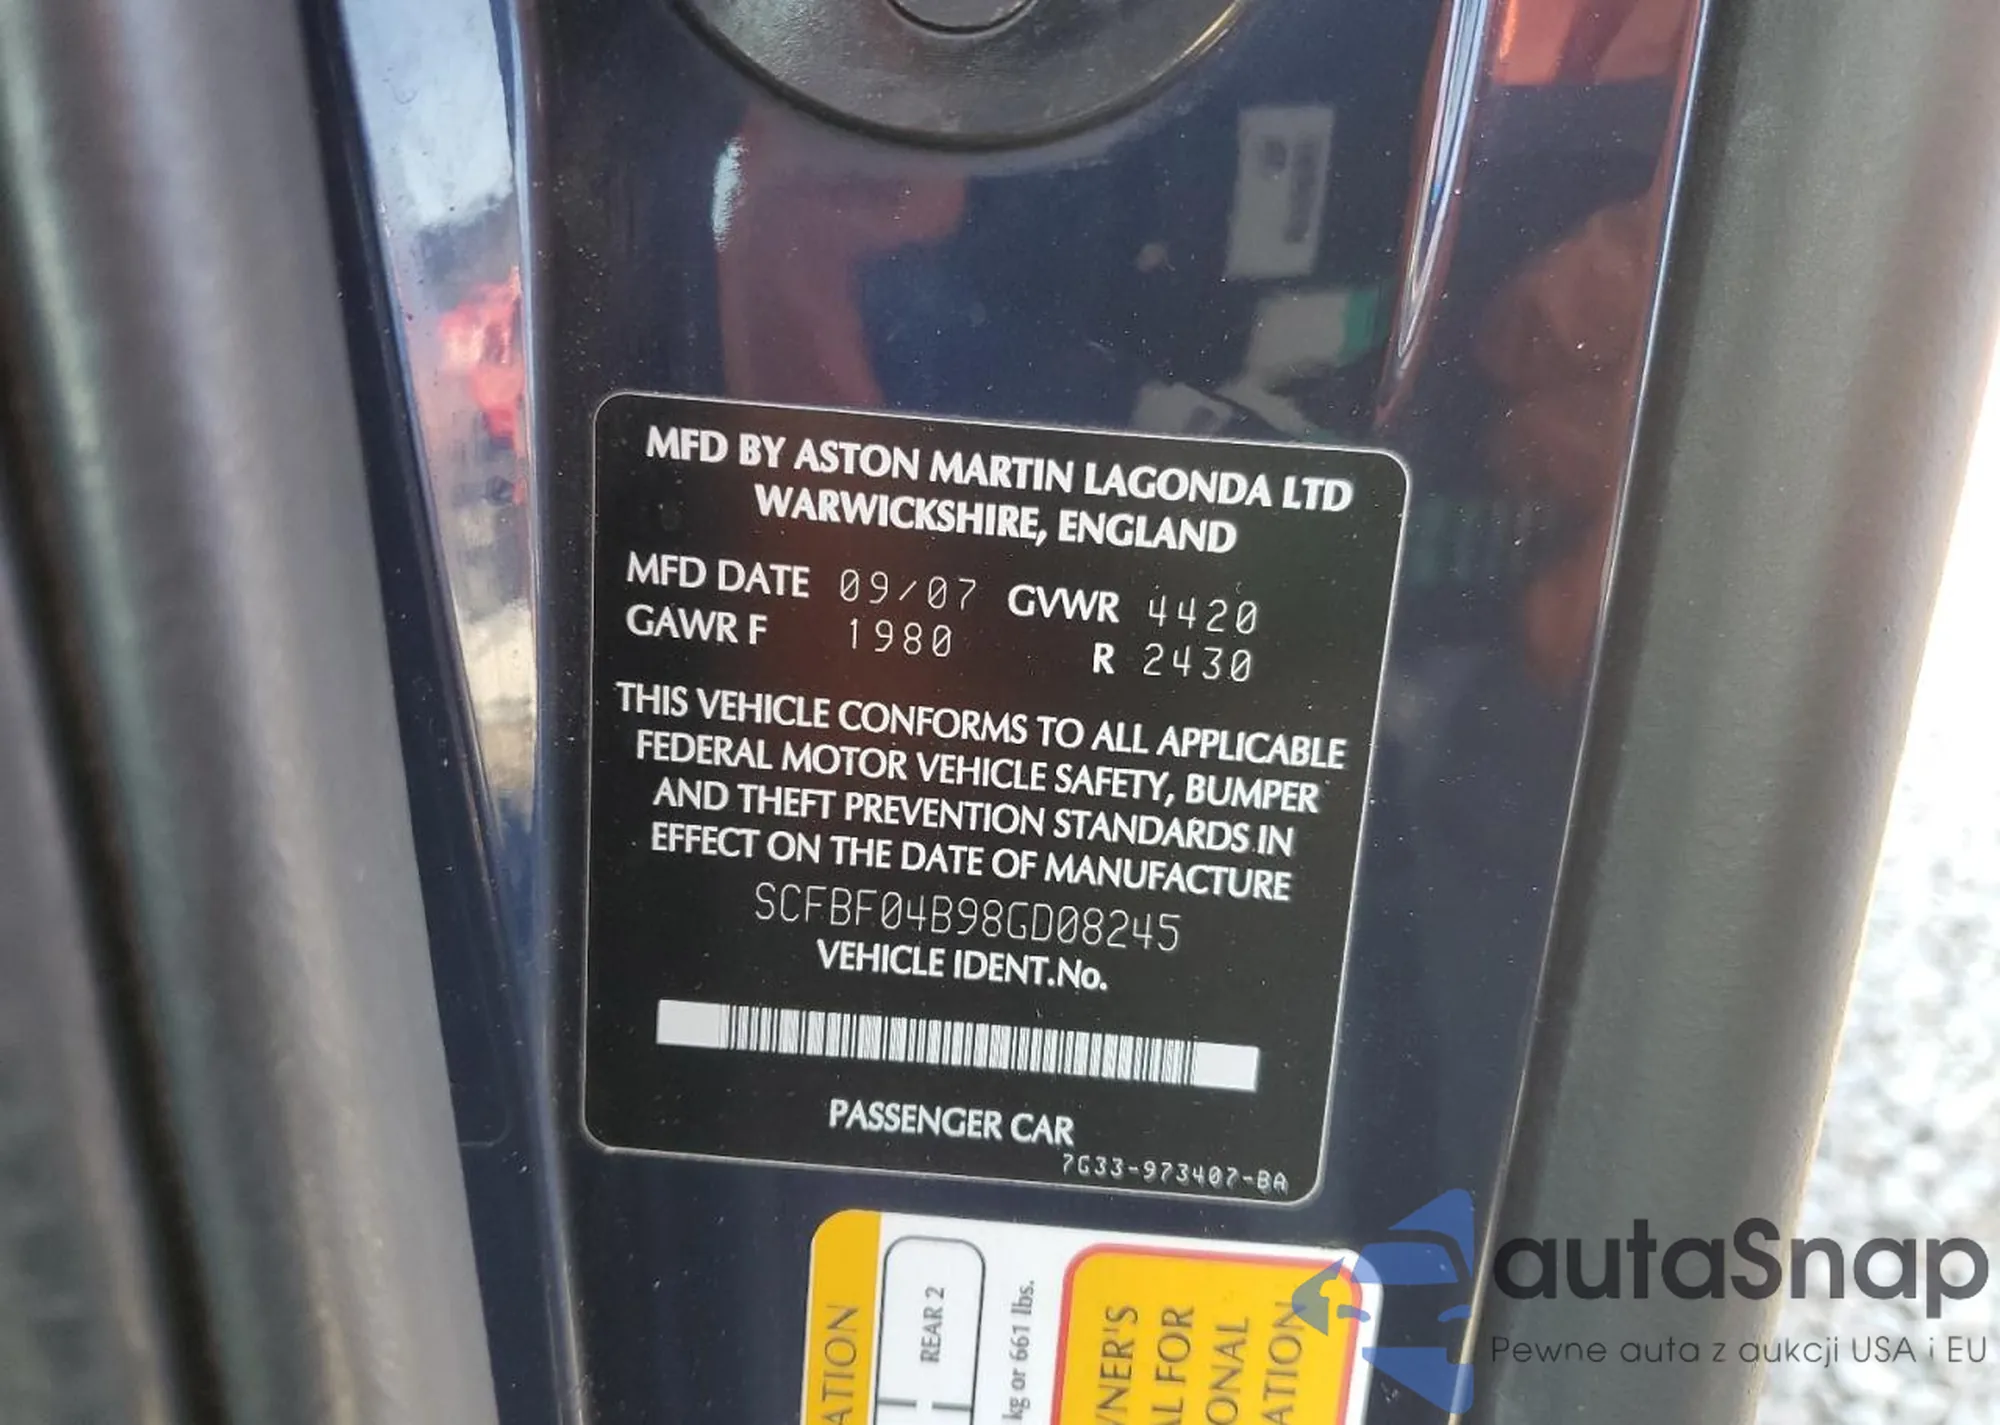 MFD BY ASTON MARTIN LAGONDA LTD
WARWICKSHIRE, ENGLAND
MFD DATE 09/07 GVWR 4420
GAWR F 1980 R 2430
THIS VEHICLE CONFORMS TO ALL APPLICABLE
FEDERAL MOTOR VEHICLE SAFETY, BUMPER
AND THEFT PREVENTION STANDARDS IN
EFFECT ON THE DATE OF MANUFACTURE
SCFBF04B98GD08245
VEHICLE IDENT.No.
PASSENGER CAR
7G33-973407-BA
REAR 2
kg or 661 lbs.
FOR
autaSnap
Pewne auta z aukcji USA i EU